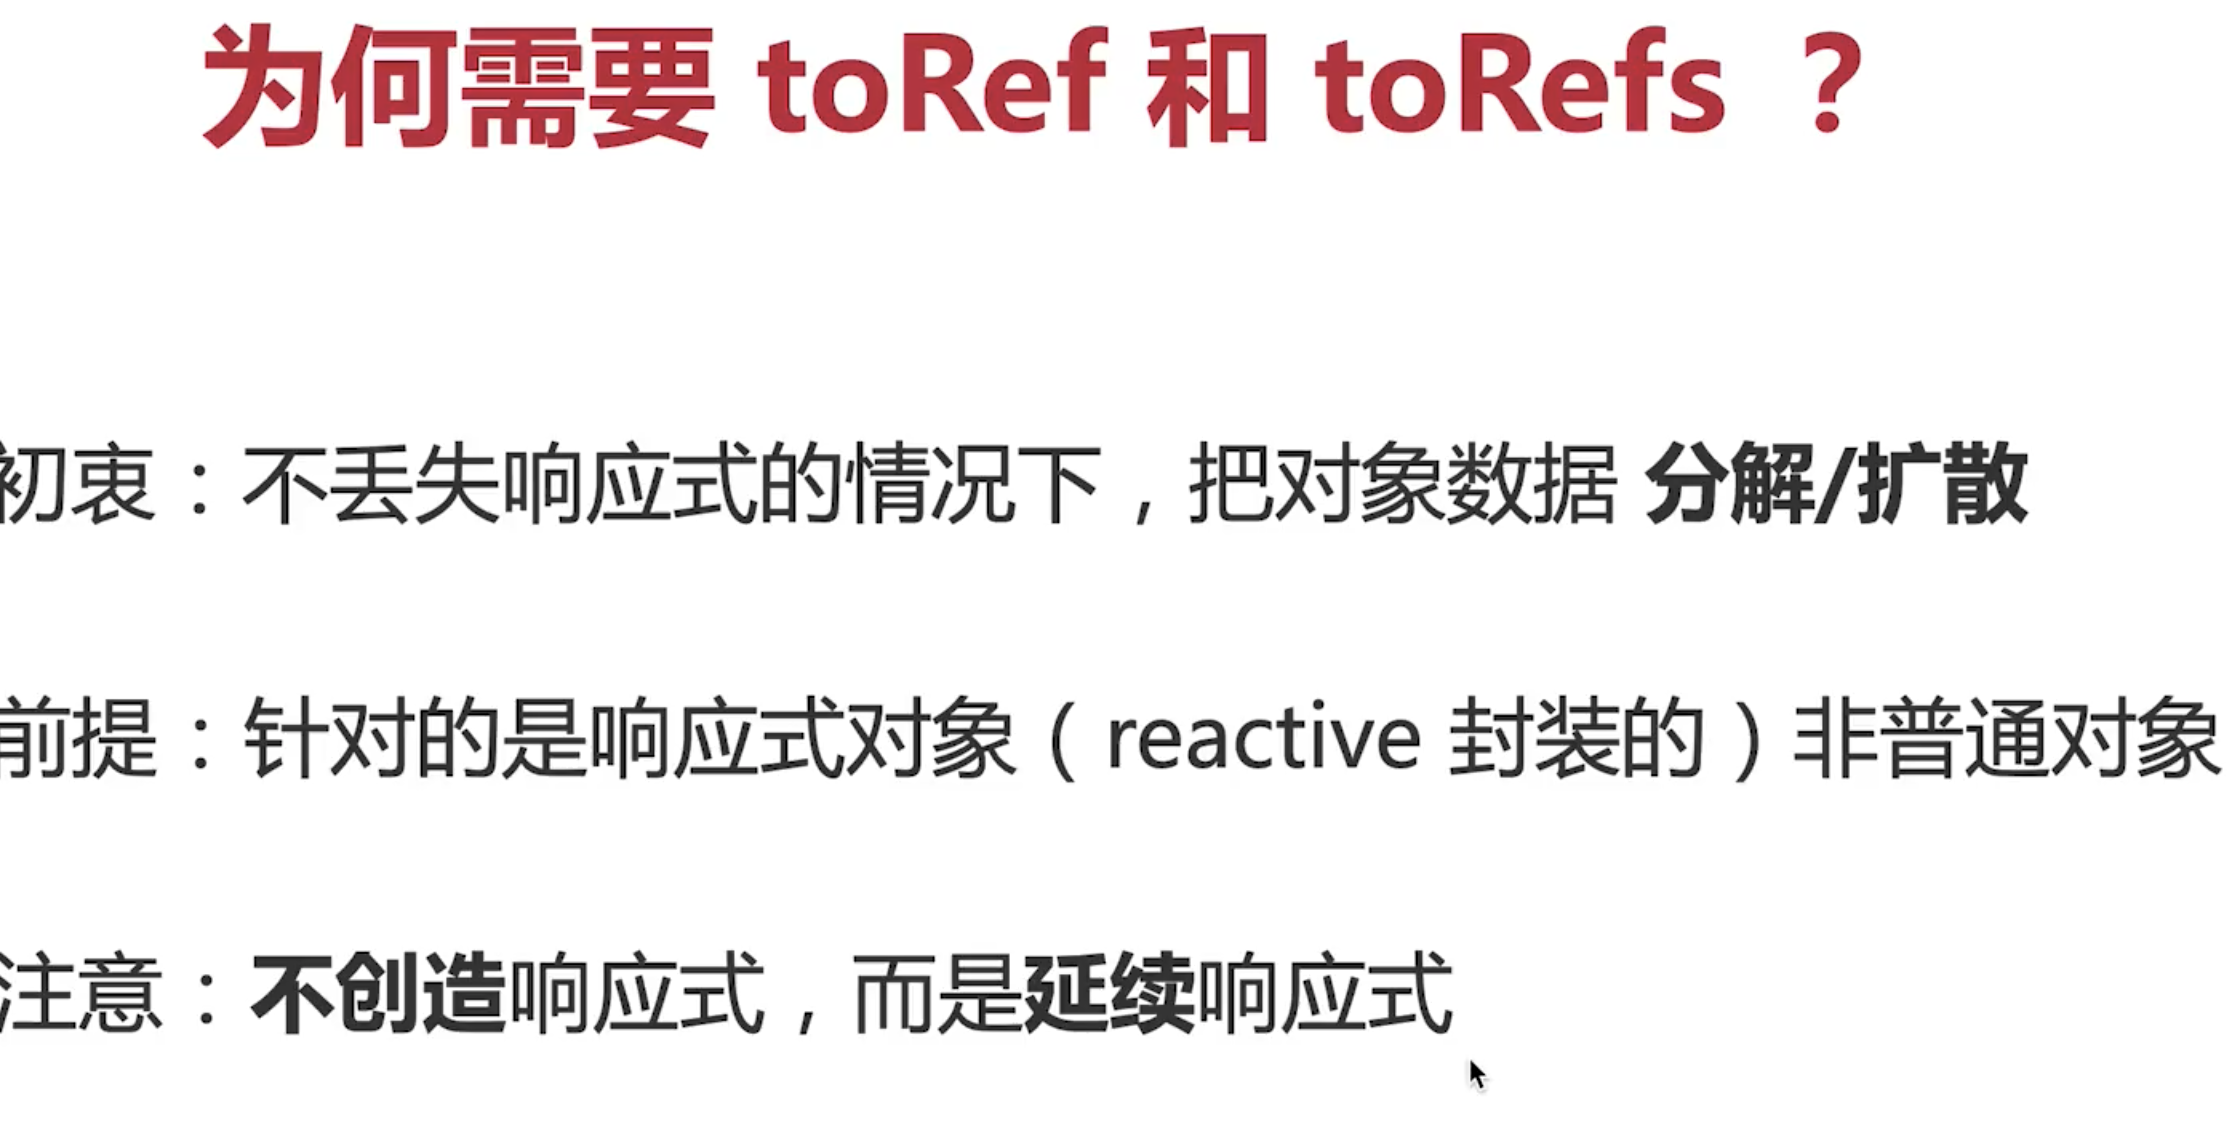 为何需要 toRef 和 toRefs ？
初衷：不丢失响应式的情况下，把对象数据 分解/扩散
前提：针对的是响应式对象（reactive 封装的）非普通对象
注意：不创造响应式，而是延续响应式